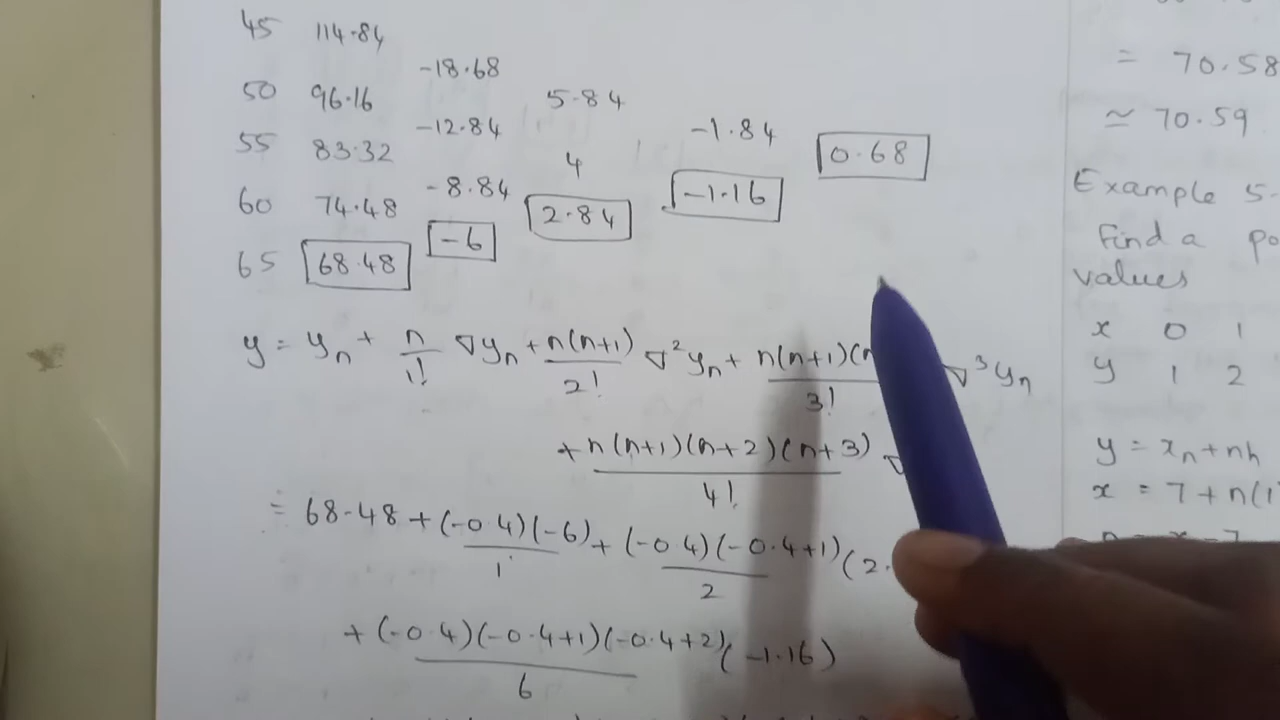 45 114.84
-18.68
50 96.16 5.84
-12.84 -1.84
55 83.32 4 0.68
-8.84 -1.16
60 74.48 2.84
-6
65 68.48
y = yn + n/1! ∇yn + n(n+1)/2! ∇²yn + n(n+1)( /3! ∇³yn
+ n(n+1)(n+2)(n+3)/4!
= 68.48 + (-0.4)(-6)/1 + (-0.4)(-0.4+1)/2 (2.
+ (-0.4)(-0.4+1)(-0.4+2)/6 (-1.16)
= 70.58
≃ 70.59
Example 5.
Find a po
values
x 0 1
y 1 2
y = xn + nh
x = 7 + n(1